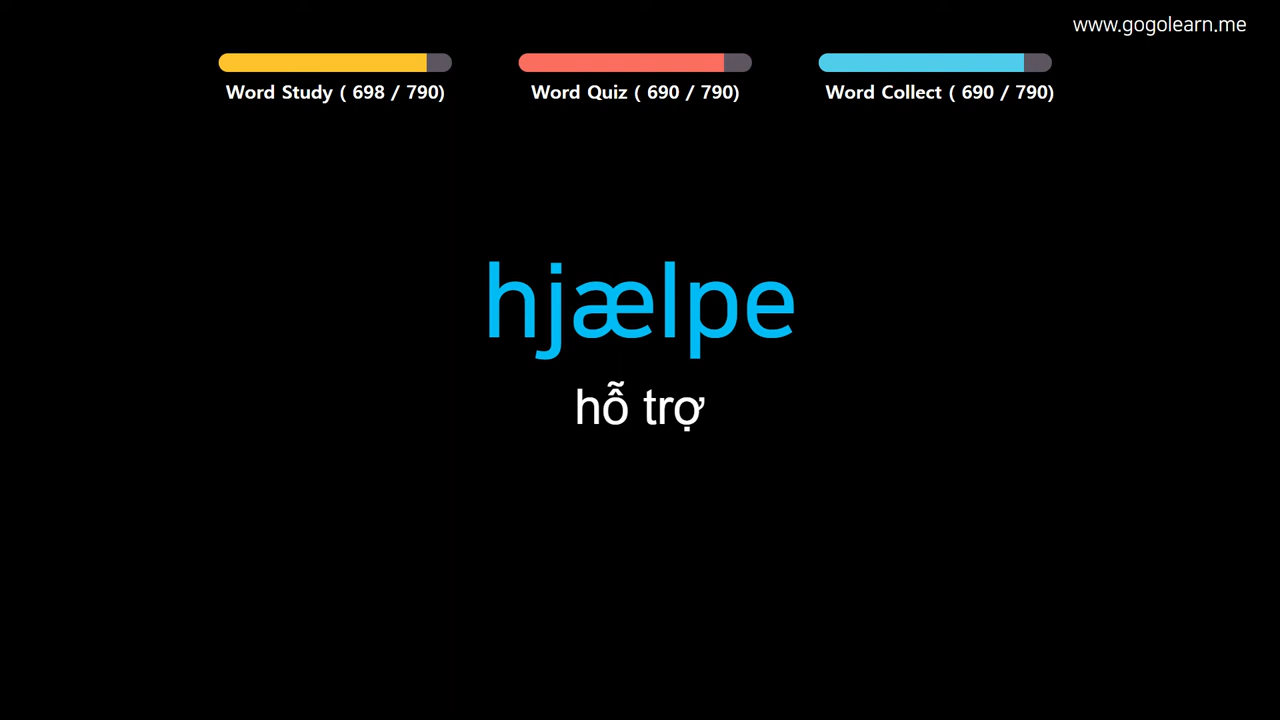 www.gogolearn.me
Word Study ( 698 / 790)
Word Quiz ( 690 / 790)
Word Collect ( 690 / 790)
hjælpe
hỗ trợ